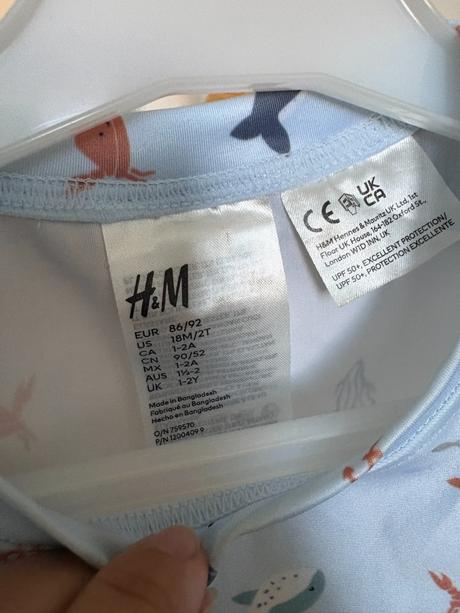 H&M
EUR 86/92
US 18M/2T
CA 1-2A
CN 90/52
MX 1-2A
AUS 1½-2
UK 1-2Y
Made in Bangladesh
Fabriqué au Bangladesh
Hecho en Bangladesh
O/N 759570
P/N 1200409 9
CE UK
CA
H&M Hennes & Mauritz UK Ltd, 1st
Floor UK House, 164-182 Oxford St.,
London W1D 1NN, UK
UPF 50+, EXCELLENT PROTECTION/
UPF 50+, PROTECTION EXCELLENTE